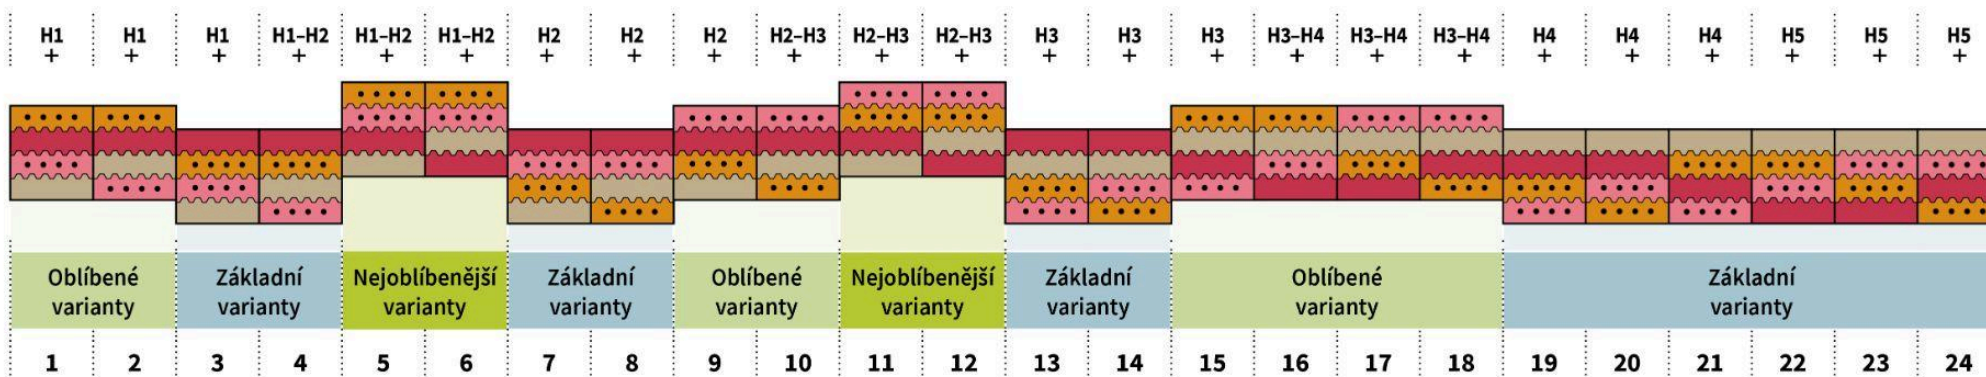 H1 H1 H1 H1–H2 H1–H2 H1–H2 H2 H2 H2 H2–H3 H2–H3 H2–H3 H3 H3 H3 H3–H4 H3–H4 H3–H4 H4 H4 H4 H5 H5 H5
+ + + + + + + + + + + + + + + + + + + + + + + +
Oblíbené Základní Nejoblíbenější Základní Oblíbené Nejoblíbenější Základní Oblíbené Základní
varianty varianty varianty varianty varianty varianty varianty varianty varianty
1 2 3 4 5 6 7 8 9 10 11 12 13 14 15 16 17 18 19 20 21 22 23 24